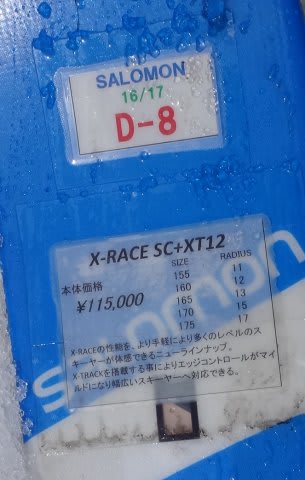 SALOMON
16/17
D-8
X-RACE SC+XT12
本体価格
¥115,000
SIZE RADIUS
155 11
160 12
165 13
170 15
175 17
X-RACEの性能を、より手軽により多くのレベルのス
キーヤーが体感できるニューラインナップ。
X-TRACKを搭載する事によりエッジコントロールがマイ
ルドになり幅広いスキーヤーへ対応できる。
salomon